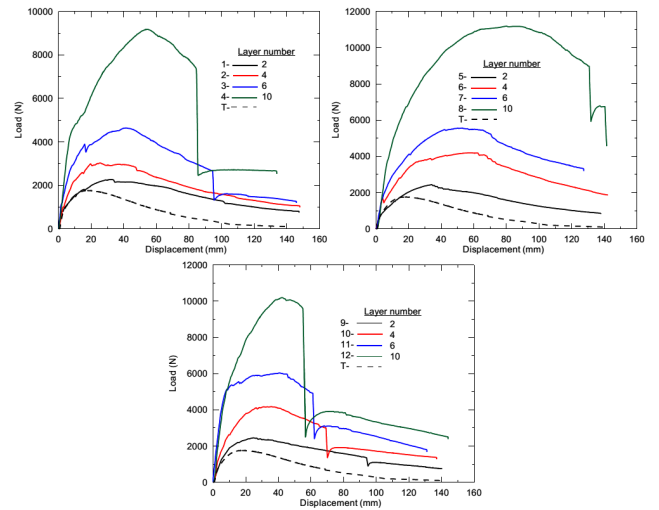 10000
8000
6000
4000
2000
0
Load (N)
0 20 40 60 80 100 120 140 160
Displacement (mm)
Layer number
1- 2
2- 4
3- 6
4- 10
T-
12000
10000
8000
6000
4000
2000
0
Load (N)
0 20 40 60 80 100 120 140 160
Displacement (mm)
Layer number
5- 2
6- 4
7- 6
8- 10
T-
12000
10000
8000
6000
4000
2000
0
Load (N)
0 20 40 60 80 100 120 140 160
Displacement (mm)
Layer number
9- 2
10- 4
11- 6
12- 10
T-